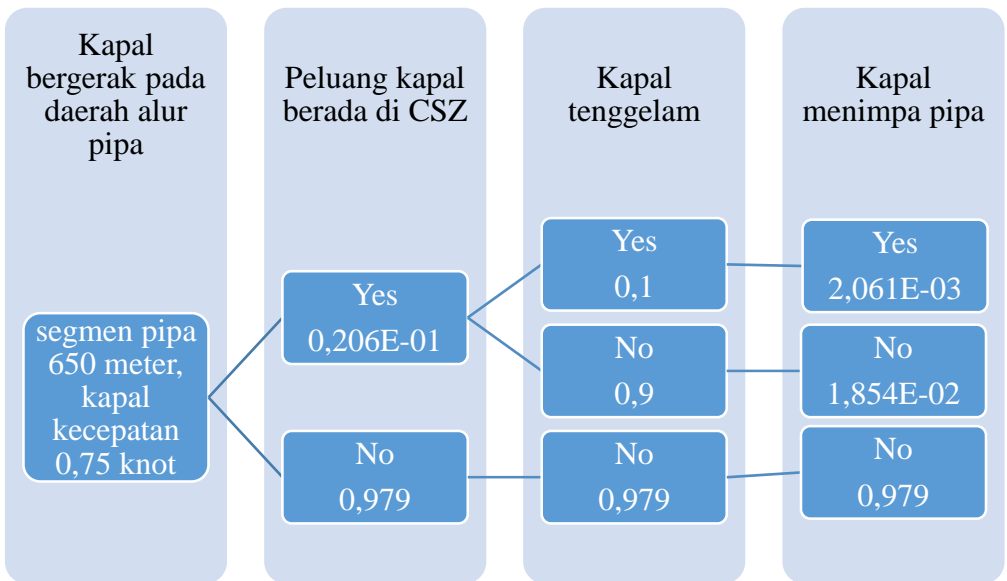 Kapal
bergerak pada
daerah alur
pipa
segmen pipa
650 meter,
kapal
kecepatan
0,75 knot
Peluang kapal
berada di CSZ
Yes
0,206E-01
No
0,979
Kapal
tenggelam
Yes
0,1
No
0,9
No
0,979
Kapal
menimpa pipa
Yes
2,061E-03
No
1,854E-02
No
0,979